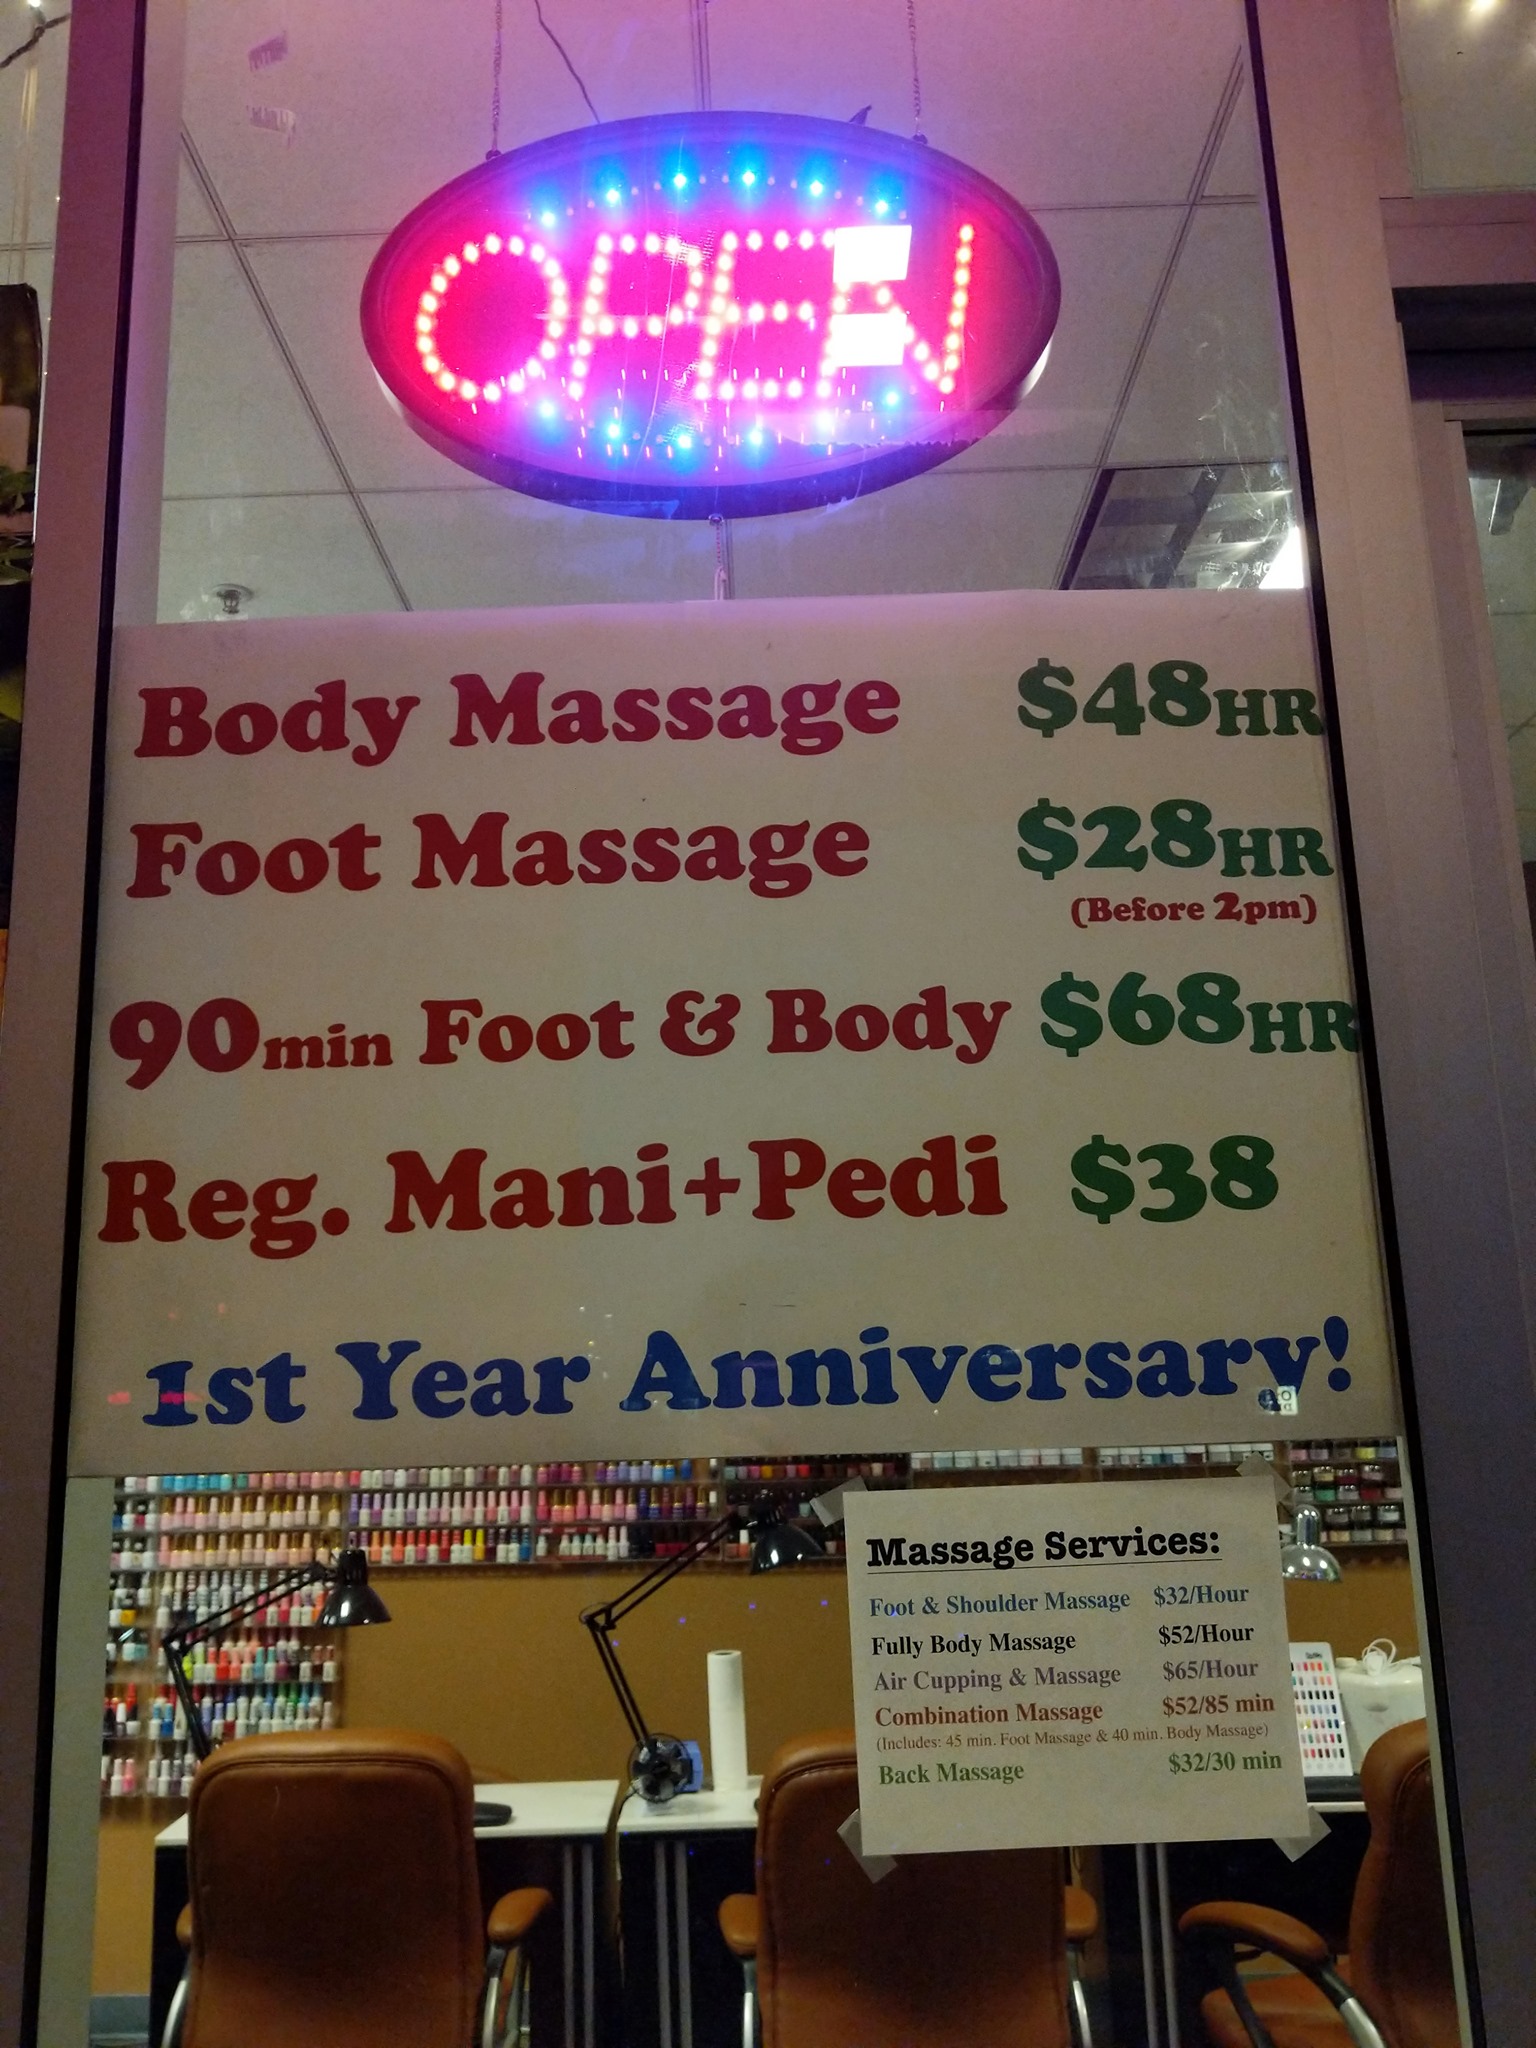 OPEN
Body Massage $48HR
Foot Massage $28HR
(Before 2pm)
90min Foot & Body $68HR
Reg. Mani+Pedi $38
1st Year Anniversary!
Massage Services:
Foot & Shoulder Massage $32/Hour
Fully Body Massage $52/Hour
Air Cupping & Massage $65/Hour
Combination Massage $52/85 min
(Includes: 45 min. Foot Massage & 40 min. Body Massage)
Back Massage $32/30 min